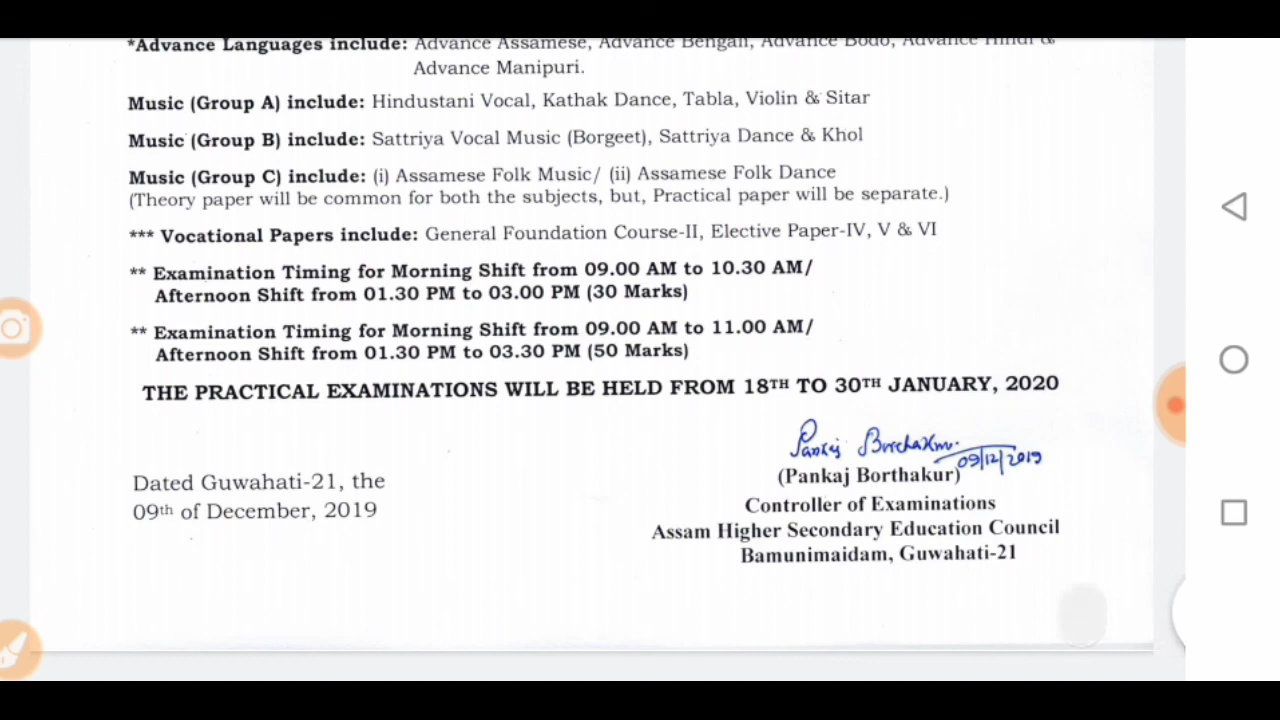 *Advance Languages include: Advance Assamese, Advance Bengali, Advance Bodo, Advance Hindi &
Advance Manipuri.
Music (Group A) include: Hindustani Vocal, Kathak Dance, Tabla, Violin & Sitar
Music (Group B) include: Sattriya Vocal Music (Borgeet), Sattriya Dance & Khol
Music (Group C) include: (i) Assamese Folk Music/ (ii) Assamese Folk Dance
(Theory paper will be common for both the subjects, but, Practical paper will be separate.)
*** Vocational Papers include: General Foundation Course-II, Elective Paper-IV, V & VI
** Examination Timing for Morning Shift from 09.00 AM to 10.30 AM/
Afternoon Shift from 01.30 PM to 03.00 PM (30 Marks)
** Examination Timing for Morning Shift from 09.00 AM to 11.00 AM/
Afternoon Shift from 01.30 PM to 03.30 PM (50 Marks)
THE PRACTICAL EXAMINATIONS WILL BE HELD FROM 18TH TO 30TH JANUARY, 2020
Pankaj
09/12/2019
(Pankaj Borthakur)
Controller of Examinations
Assam Higher Secondary Education Council
Bamunimaidam, Guwahati-21
Dated Guwahati-21, the
09th of December, 2019